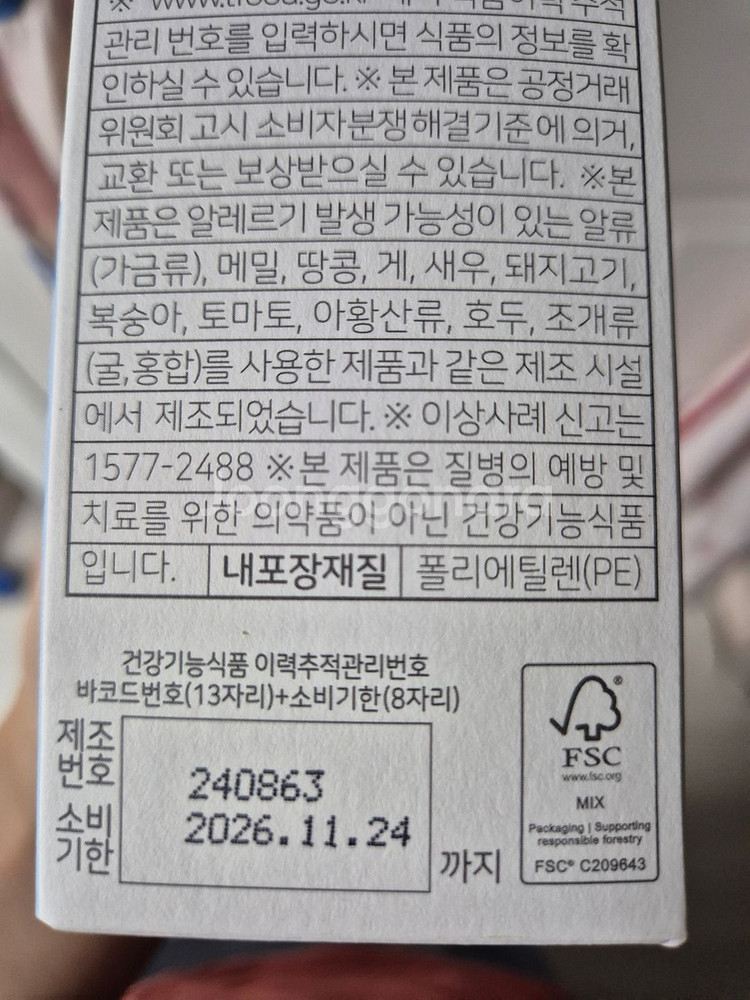 관리 번호를 입력하시면 식품의 정보를 확
인하실 수 있습니다. ※ 본 제품은 공정거래
위원회 고시 소비자분쟁해결기준에 의거,
교환 또는 보상받으실 수 있습니다. ※본
제품은 알레르기 발생 가능성이 있는 알류
(가금류), 메밀, 땅콩, 게, 새우, 돼지고기,
복숭아, 토마토, 아황산류, 호두, 조개류
(굴,홍합)를 사용한 제품과 같은 제조 시설
에서 제조되었습니다. ※ 이상사례 신고는
1577-2488 ※본 제품은 질병의 예방 및
치료를 위한 의약품이 아닌 건강기능식품
입니다. 내포장재질 폴리에틸렌(PE)
건강기능식품 이력추적관리번호
바코드번호(13자리)+소비기한(8자리)
제조번호 240863
소비기한 2026.11.24 까지
FSC®
www.fsc.org
MIX
Packaging | Supporting
responsible forestry
FSC® C209643
joonggonara